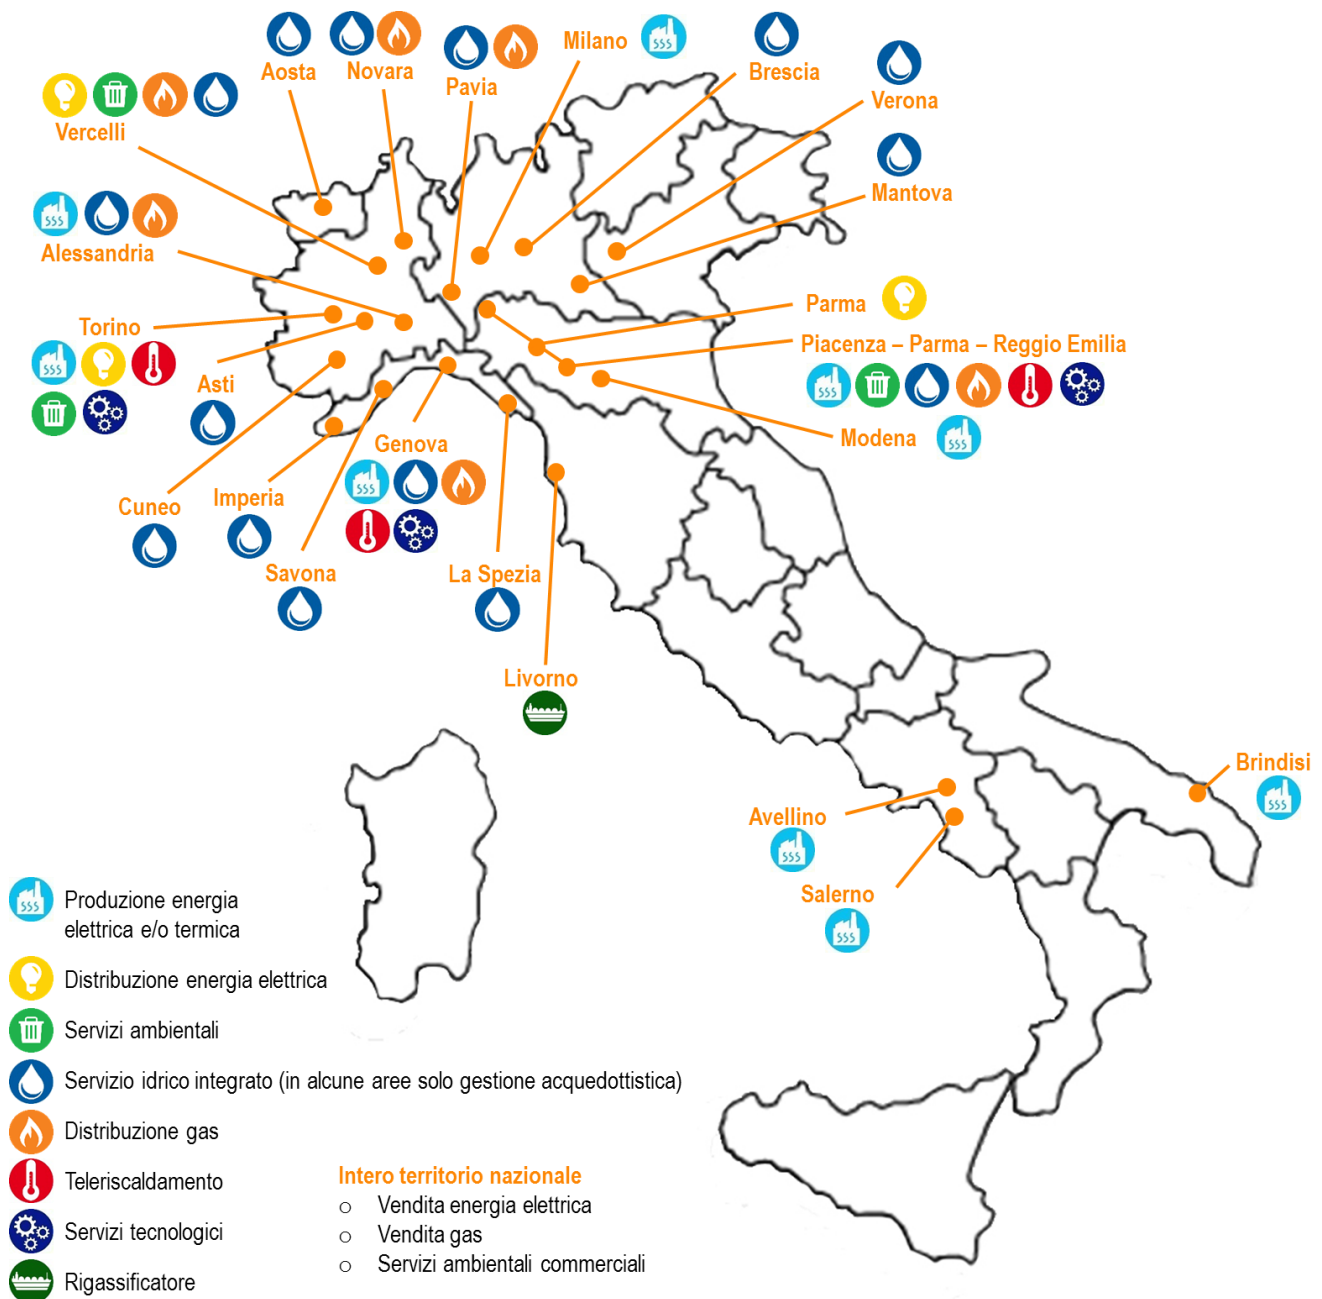 Aosta
Novara
Pavia
Milano
Brescia
Verona
Vercelli
Mantova
Alessandria
Torino
Parma
Piacenza – Parma – Reggio Emilia
Asti
Modena
Genova
Cuneo
Imperia
Savona
La Spezia
Livorno
Brindisi
Avellino
Salerno
Produzione energia
elettrica e/o termica
Distribuzione energia elettrica
Servizi ambientali
Servizio idrico integrato (in alcune aree solo gestione acquedottistica)
Distribuzione gas
Teleriscaldamento
Servizi tecnologici
Rigassificatore
Intero territorio nazionale
o Vendita energia elettrica
o Vendita gas
o Servizi ambientali commerciali